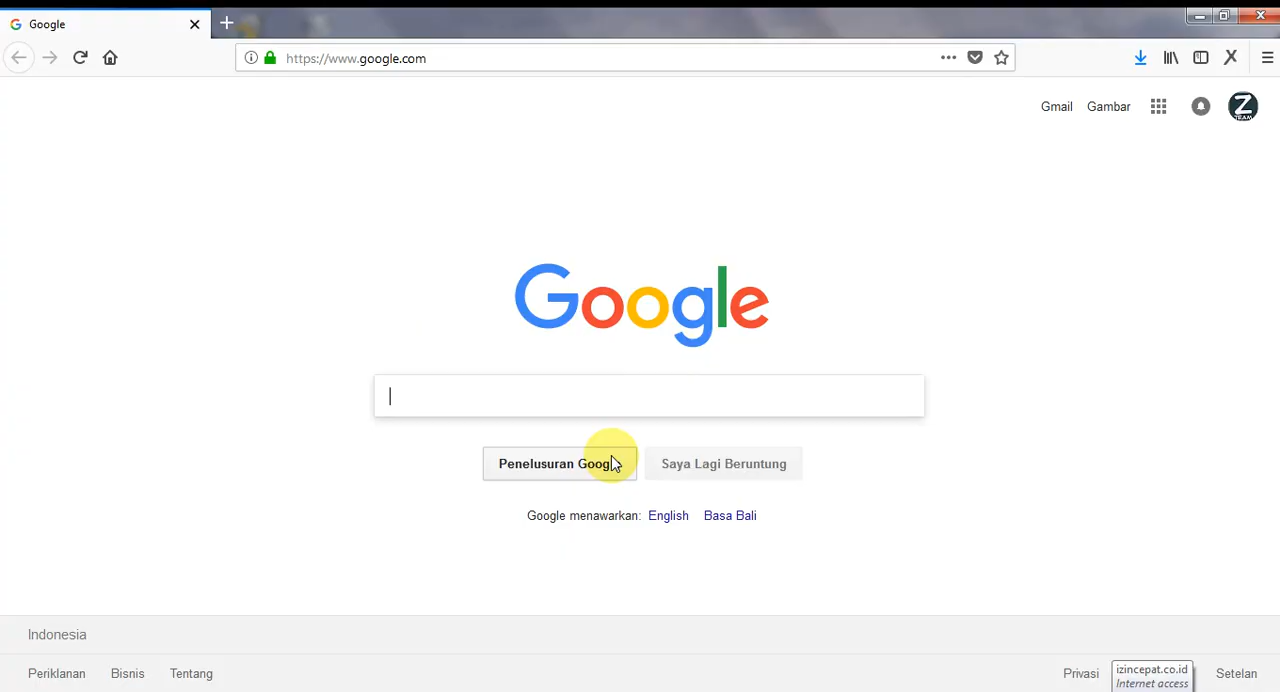 Google
https://www.google.com
Gmail Gambar
Z
TEAM
Google
Penelusuran Google Saya Lagi Beruntung
Google menawarkan: English Basa Bali
Indonesia
Periklanan Bisnis Tentang Privasi Setelan
izincepat.co.id
Internet access